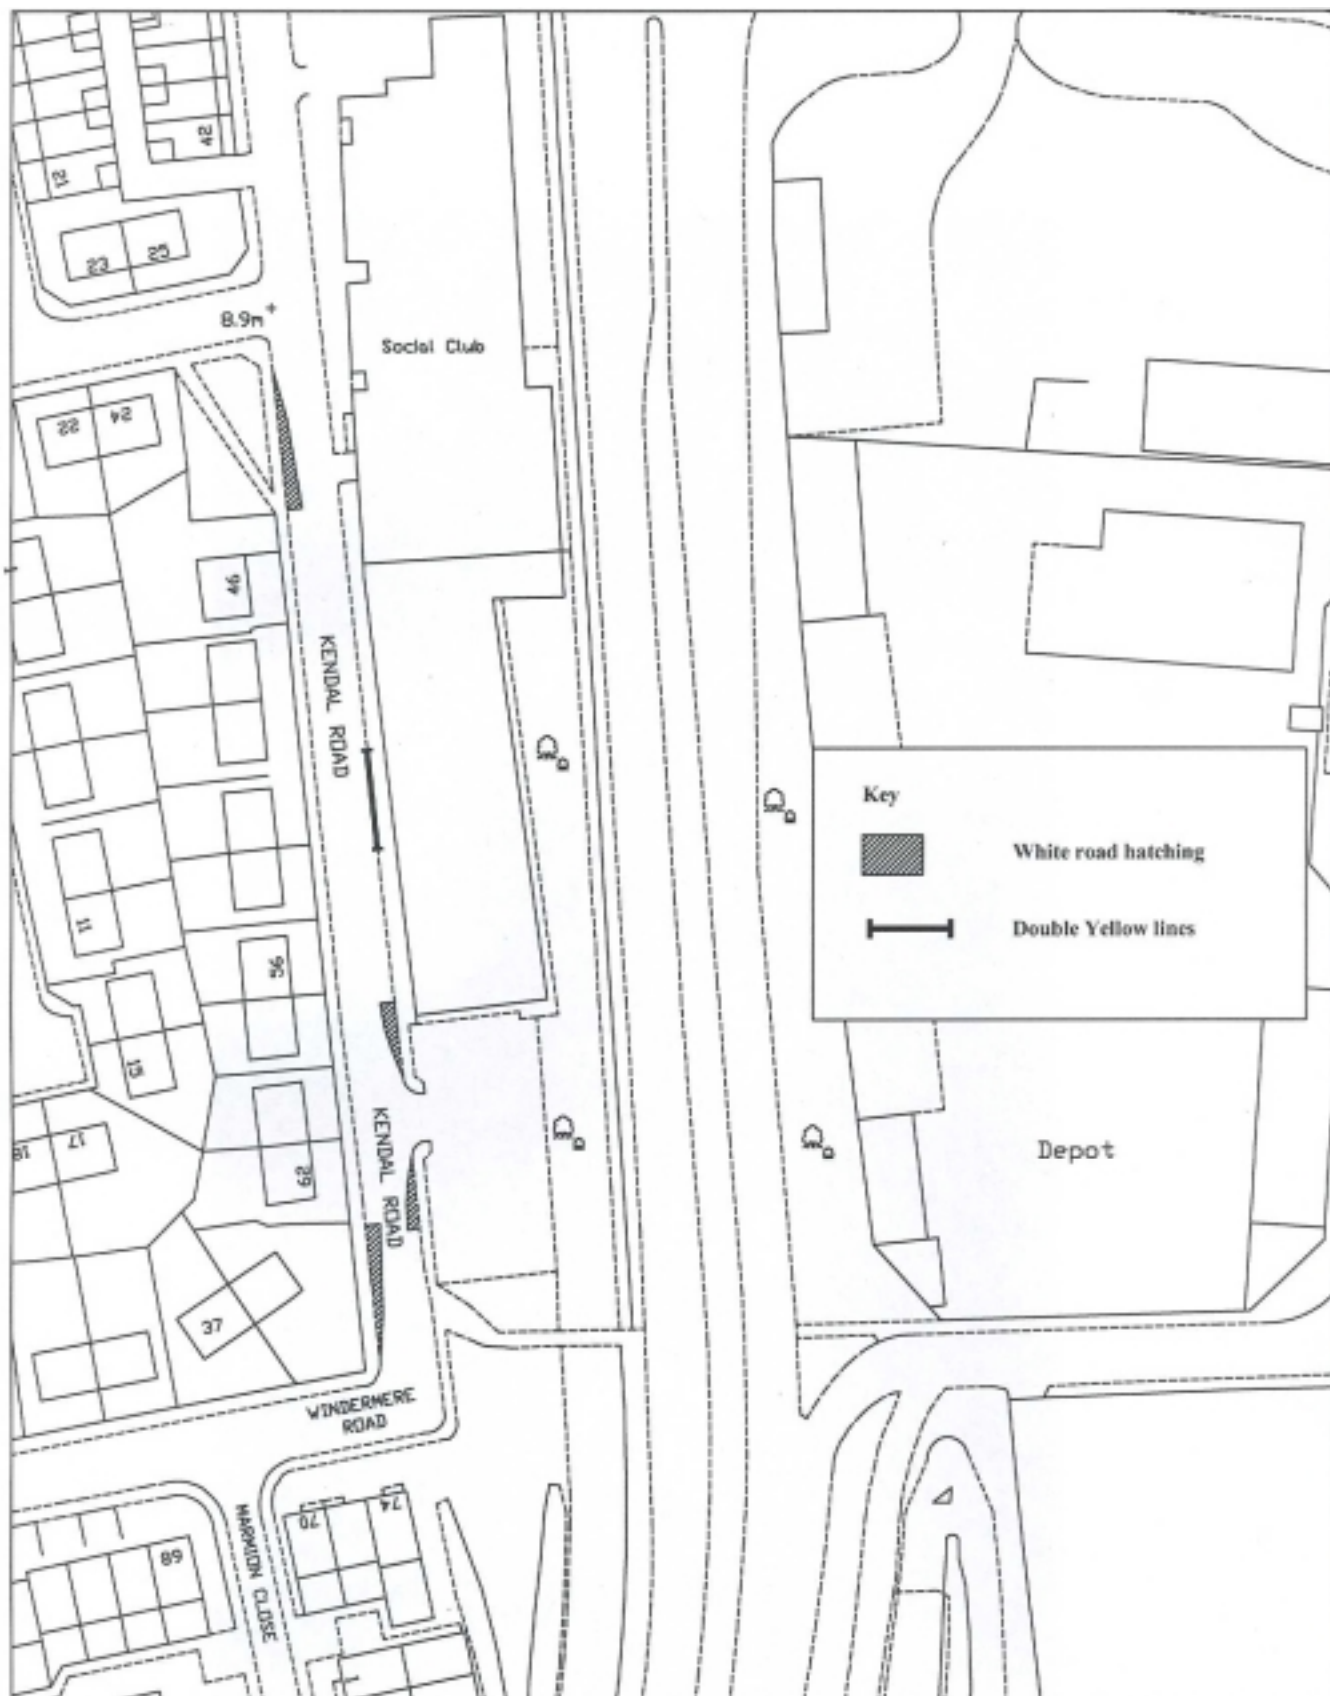 42
21
23
25
8.9m+
Social Club
22
24
46
KENDAL ROAD
Key
White road hatching
Double Yellow lines
11
56
15
KENDAL ROAD
17
18
62
Depot
37
WINDERMERE
ROAD
70
74
MARMION CLOSE
89